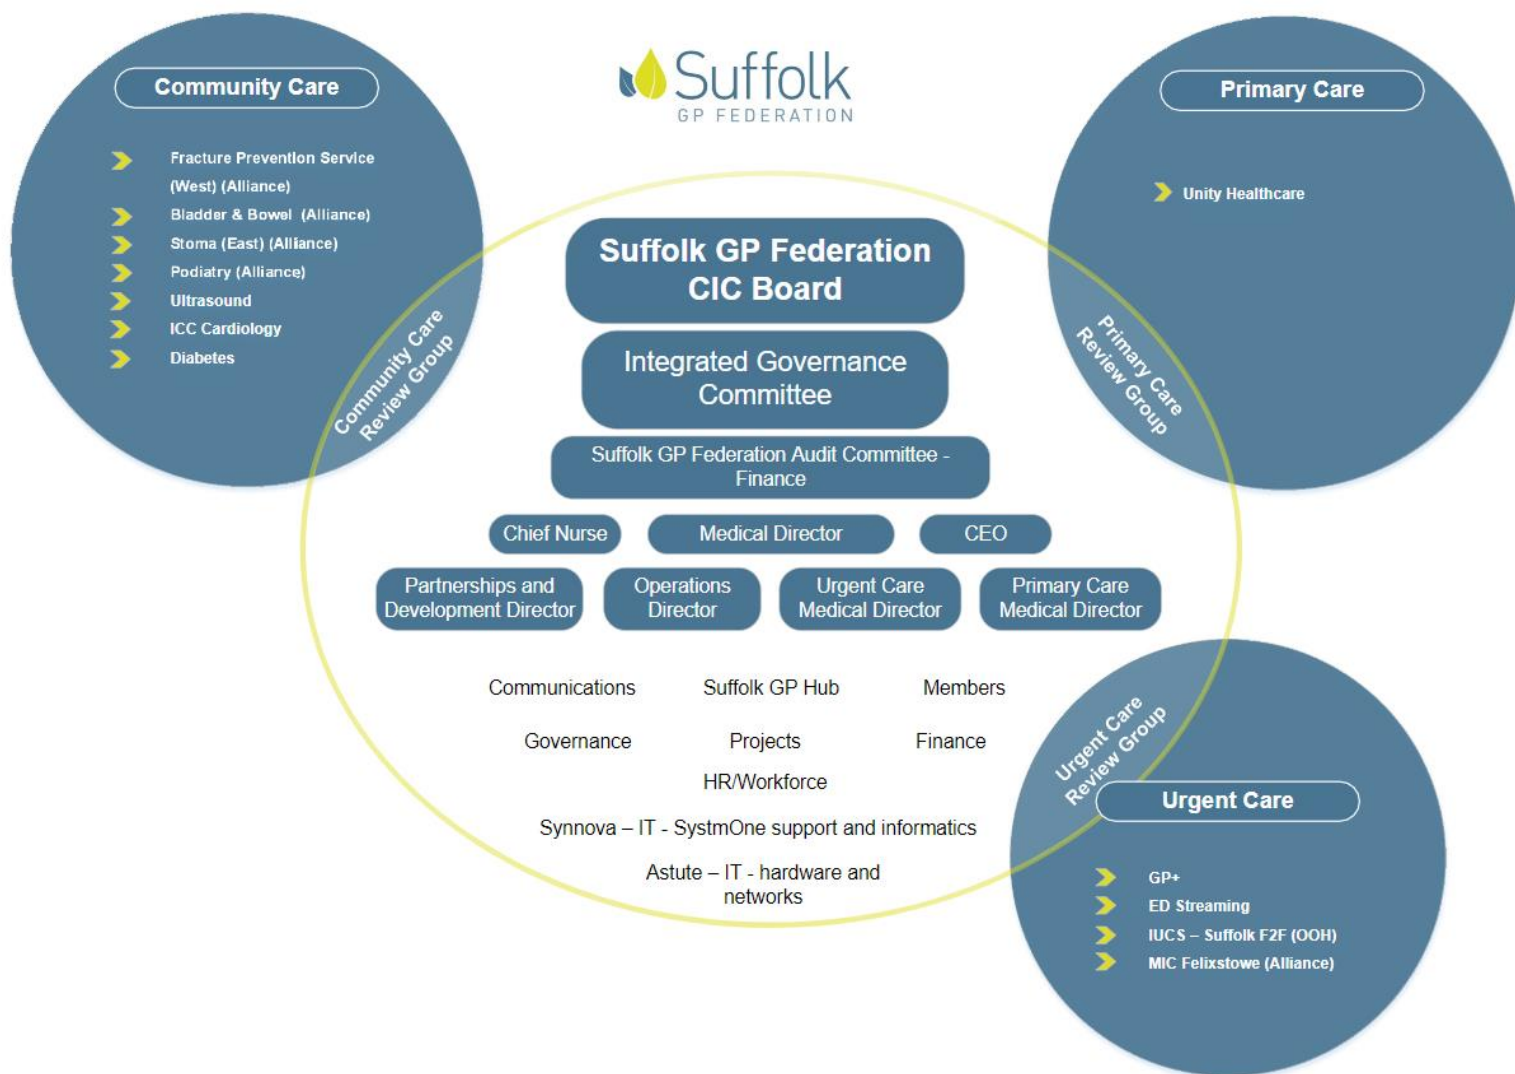 Suffolk
GP FEDERATION
Community Care
Fracture Prevention Service
(West) (Alliance)
Bladder & Bowel (Alliance)
Stoma (East) (Alliance)
Podiatry (Alliance)
Ultrasound
ICC Cardiology
Diabetes
Community Care
Review Group
Primary Care
Unity Healthcare
Primary Care
Review Group
Suffolk GP Federation
CIC Board
Integrated Governance
Committee
Suffolk GP Federation Audit Committee -
Finance
Chief Nurse
Medical Director
CEO
Partnerships and
Development Director
Operations
Director
Urgent Care
Medical Director
Primary Care
Medical Director
Communications
Suffolk GP Hub
Members
Governance
Projects
Finance
HR/Workforce
Synnova – IT - SystmOne support and informatics
Astute – IT - hardware and
networks
Urgent Care
Review Group
Urgent Care
GP+
ED Streaming
IUCS – Suffolk F2F (OOH)
MIC Felixstowe (Alliance)